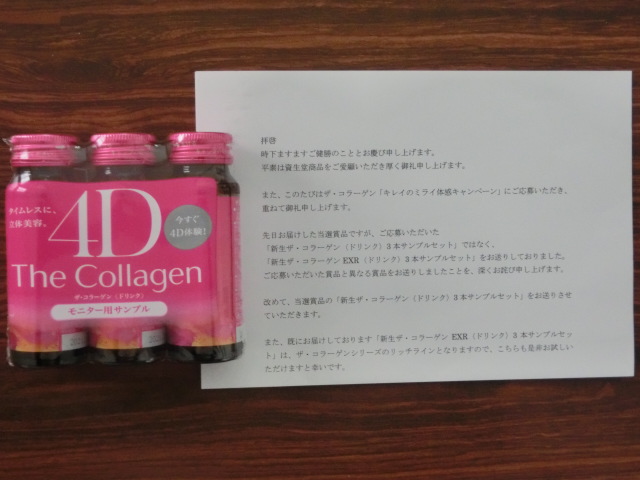 タイムレスに、
立体美容。
4D
今すぐ
4D体験!
The Collagen
ザ・コラーゲン〈ドリンク〉
モニター用サンプル
拝啓
時下ますますご健勝のこととお慶び申し上げます。
平素は資生堂商品をご愛顧いただき厚く御礼申し上げます。
また、このたびはザ・コラーゲン「キレイのミライ体感キャンペーン」にご応募いただき、
重ねて御礼申し上げます。
先日お届けした当選賞品ですが、ご応募いただいた
「新生ザ・コラーゲン〈ドリンク〉3本サンプルセット」ではなく、
「新生ザ・コラーゲン EXR〈ドリンク〉3本サンプルセット」をお送りしておりました。
ご応募いただいた賞品と異なる賞品をお送りしましたことを、深くお詫び申し上げます。
改めて、当選賞品の「新生ザ・コラーゲン〈ドリンク〉3本サンプルセット」をお送りさせ
ていただきます。
また、既にお届けしております「新生ザ・コラーゲン EXR〈ドリンク〉3本サンプルセッ
ト」は、ザ・コラーゲンシリーズのリッチラインとなりますので、こちらも是非お試しい
ただけますと幸いです。